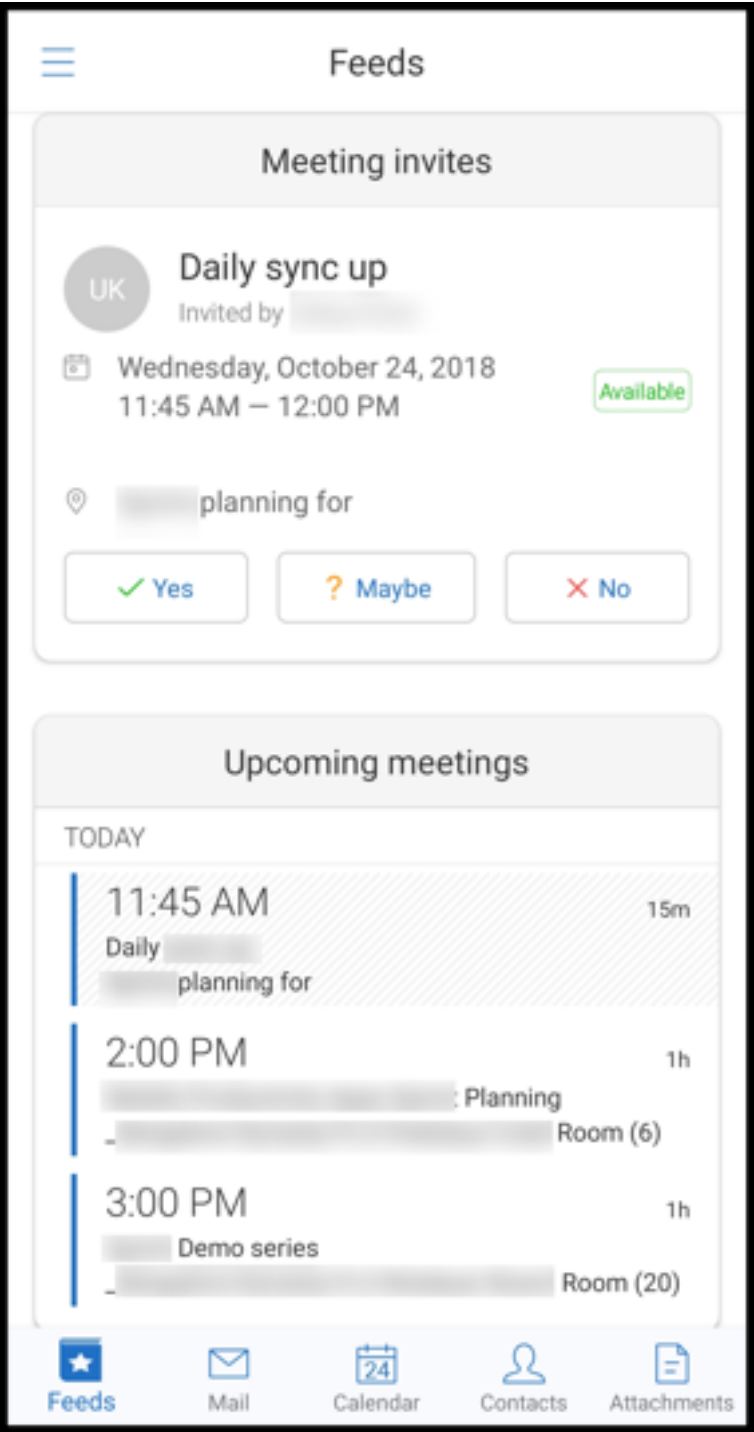 Feeds
Meeting invites
UK
Daily sync up
Invited by
Wednesday, October 24, 2018
11:45 AM — 12:00 PM
Available
planning for
Yes
? Maybe
No
Upcoming meetings
TODAY
11:45 AM
15m
Daily
planning for
2:00 PM
1h
: Planning
_ Room (6)
3:00 PM
1h
Demo series
_ Room (20)
24
Feeds
Mail
Calendar
Contacts
Attachments